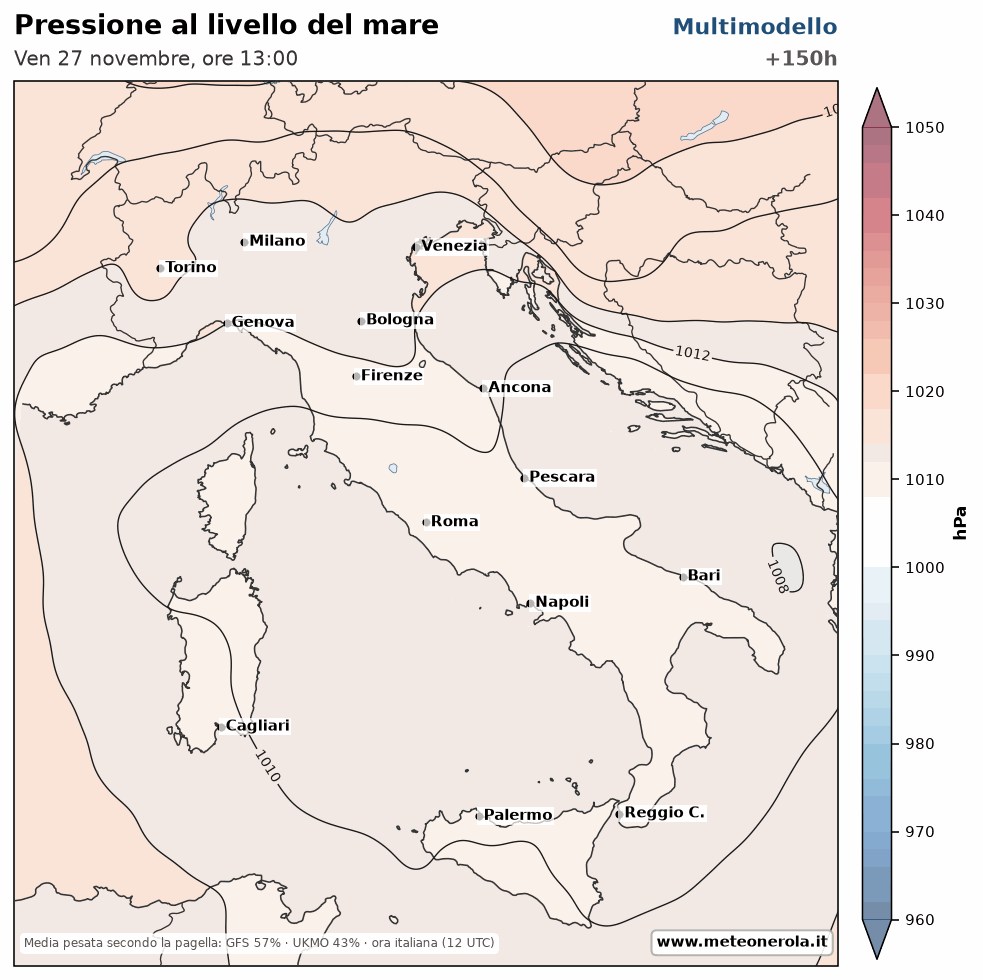 Pressione al livello del mare
Multimodello
Ven 27 novembre, ore 13:00
+150h
1050
Milano
Venezia
1040
Torino
Genova
Bologna
1030
1012
Firenze
Ancona
1020
Pescara
1010
Roma
hPa
1008
Bari
1000
Napoli
990
Cagliari
980
1010
Palermo
Reggio C.
970
960
Media pesata secondo la pagella: GFS 57% · UKMO 43% · ora italiana (12 UTC)
www.meteonerola.it